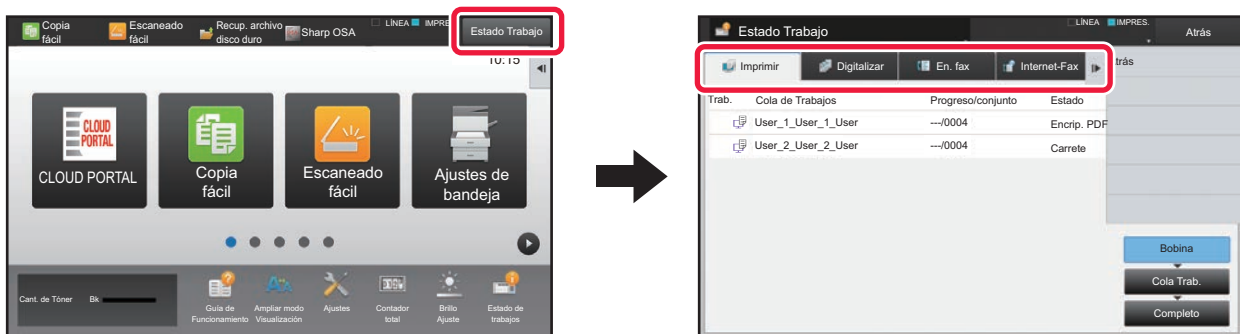 Copia
fácil
Escaneado
fácil
Recup. archivo
disco duro
Sharp OSA
LÍNEA
IMPRE
Estado Trabajo
10:15
CLOUD
PORTAL
CLOUD PORTAL
Copia
fácil
Escaneado
fácil
Ajustes de
bandeja
Cant. de Tóner
Bk
Guía de
Funcionamiento
Ampliar modo
Visualización
Ajustes
Contador
total
Brillo
Ajuste
Estado de
trabajos
Estado Trabajo
LÍNEA
IMPRES.
Atrás
Imprimir
Digitalizar
En. fax
Internet-Fax
trás
Trab.
Cola de Trabajos
Progreso/conjunto
Estado
User_1_User_1_User
---/0004
Encrip. PDF
User_2_User_2_User
---/0004
Carrete
Bobina
Cola Trab.
Completo